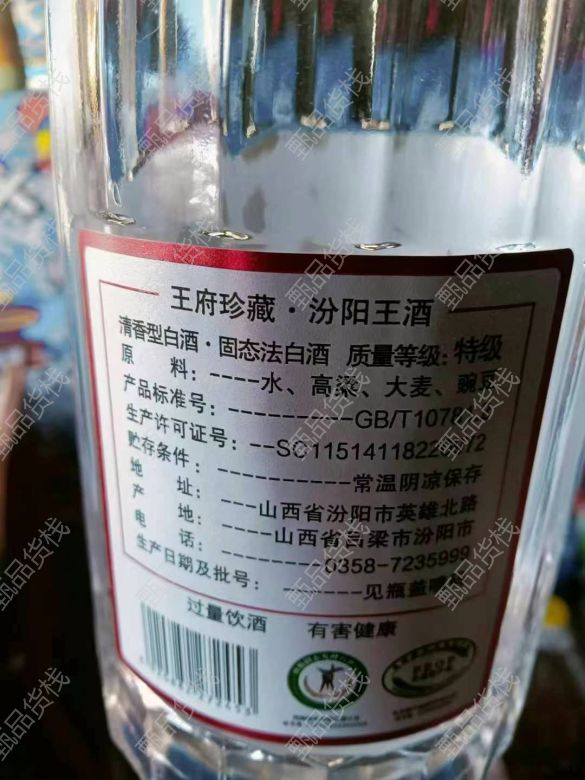 王府珍藏·汾阳王酒
清香型白酒·固态法白酒 质量等级: 特级
原 料: ----水、高粱、大麦、豌豆
产品标准号: ----------GB/T10781
生产许可证号: --SC115141182
贮存条件: -----------常温阴凉保存
地 址: ---山西省汾阳市英雄北路
产 地: ----山西省吕梁市汾阳市
电 话: --------0358-7235999
生产日期及批号: ------见瓶盖
过量饮酒 有害健康
甄品货栈